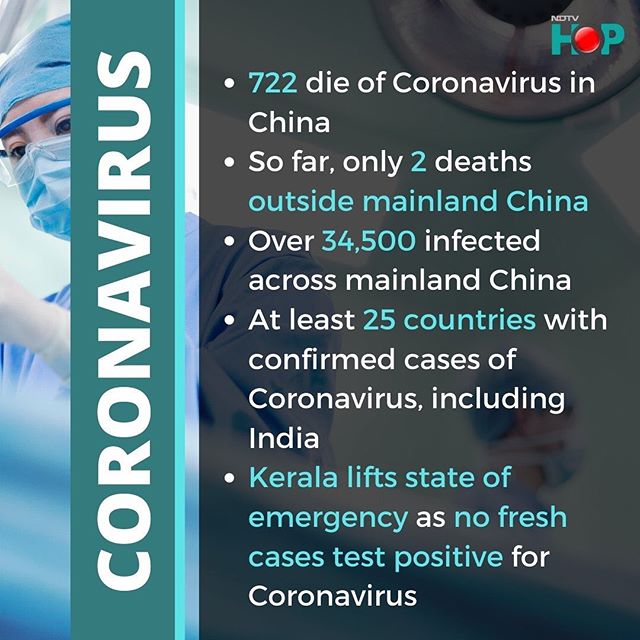 NDTV
HOP
CORONAVIRUS
• 722 die of Coronavirus in
China
• So far, only 2 deaths
outside mainland China
• Over 34,500 infected
across mainland China
• At least 25 countries with
confirmed cases of
Coronavirus, including
India
• Kerala lifts state of
emergency as no fresh
cases test positive for
Coronavirus